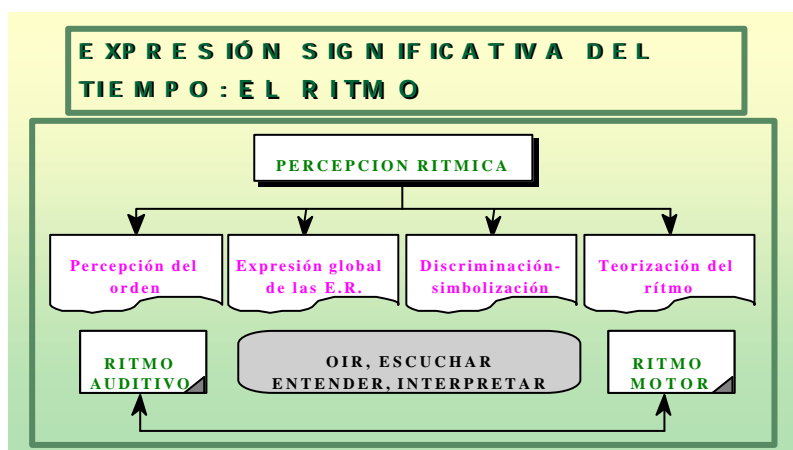 EXPRESIÓN SIGNIFICATIVA DEL
TIEMPO: EL RITMO
PERCEPCION RITMICA
Percepción del
orden
Expresión global
de las E.R.
Discriminación-
simbolización
Teorización del
rítmo
RITMO
AUDITIVO
OIR, ESCUCHAR
ENTENDER, INTERPRETAR
RITMO
MOTOR